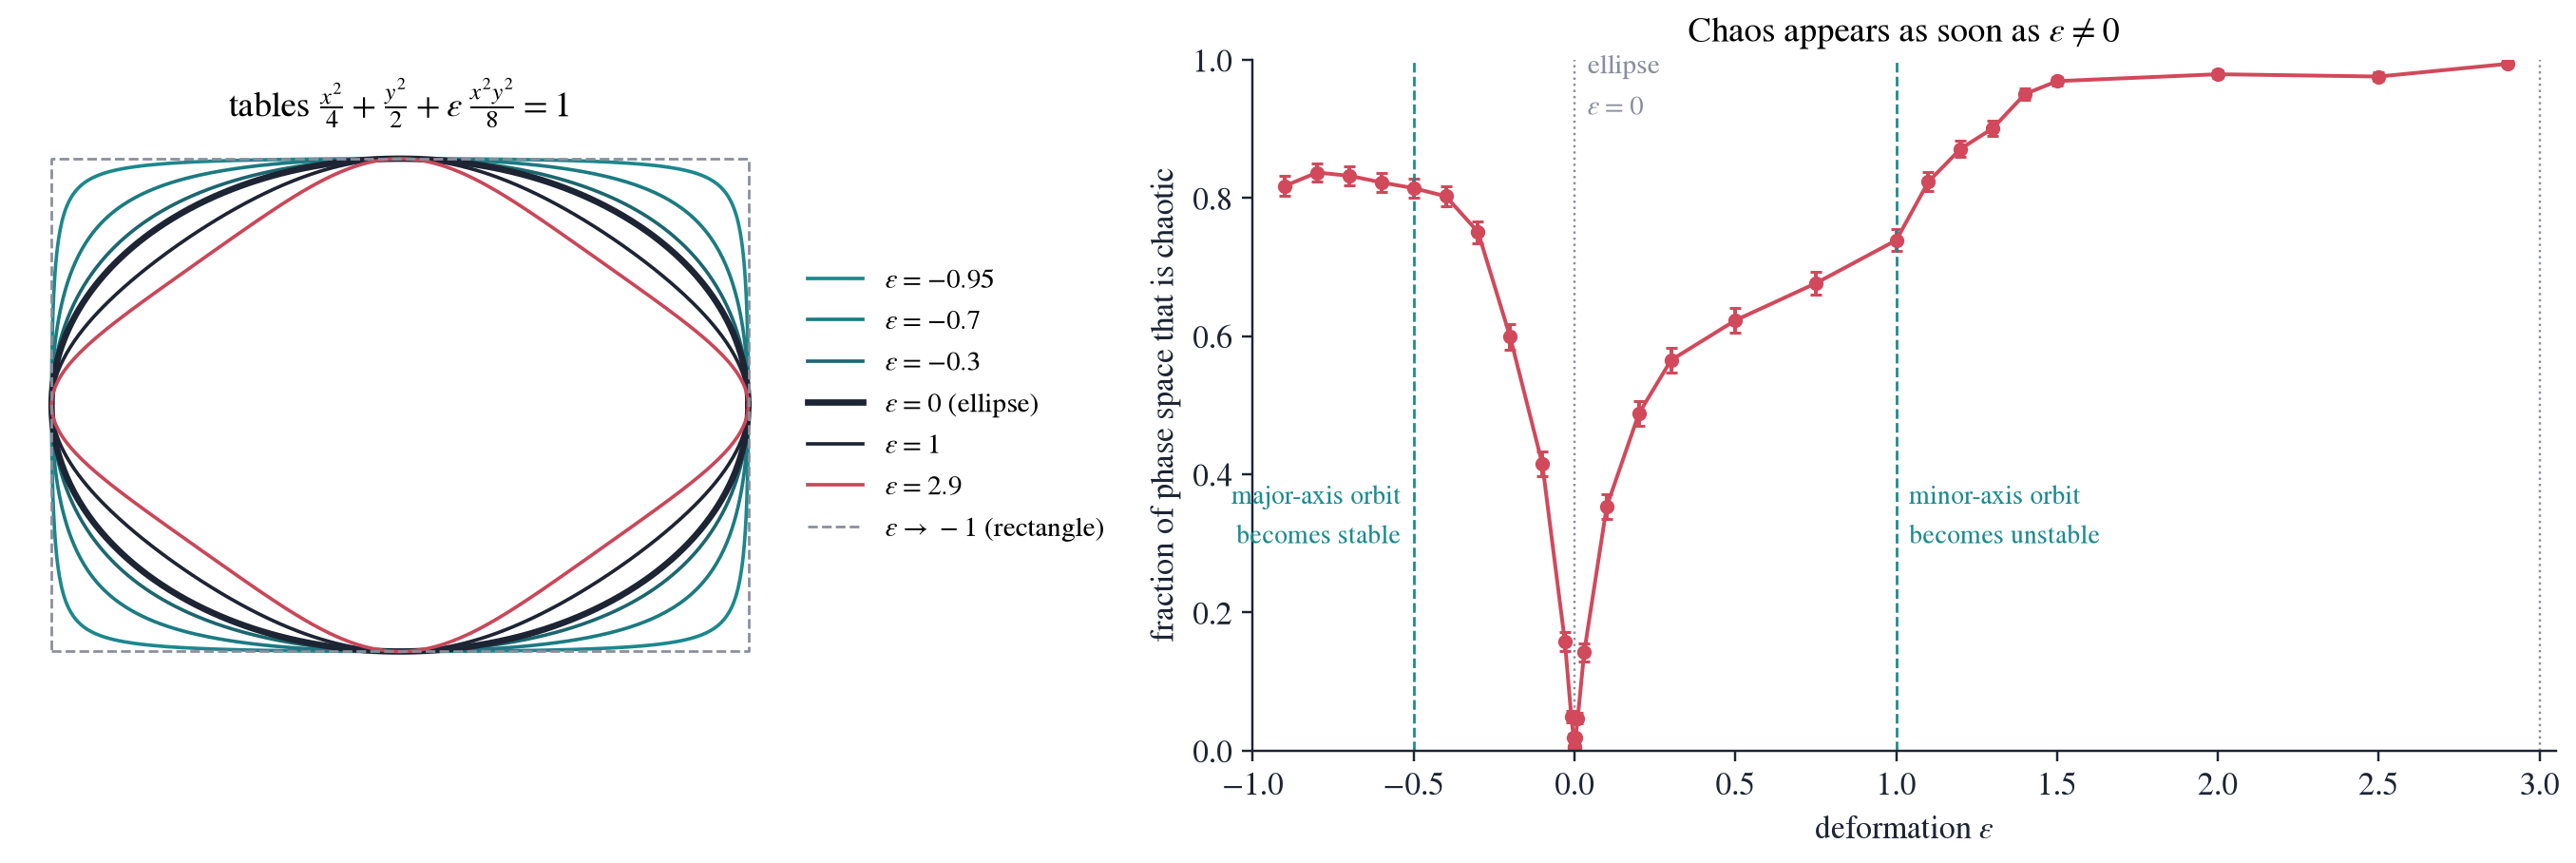 tables x²/4 + y²/2 + ε x²y²/8 = 1
ε = −0.95
ε = −0.7
ε = −0.3
ε = 0 (ellipse)
ε = 1
ε = 2.9
ε → − 1 (rectangle)
Chaos appears as soon as ε ≠ 0
fraction of phase space that is chaotic
1.0
0.8
0.6
0.4
0.2
0.0
ellipse
ε = 0
major-axis orbit
becomes stable
minor-axis orbit
becomes unstable
−1.0
−0.5
0.0
0.5
1.0
1.5
2.0
2.5
3.0
deformation ε